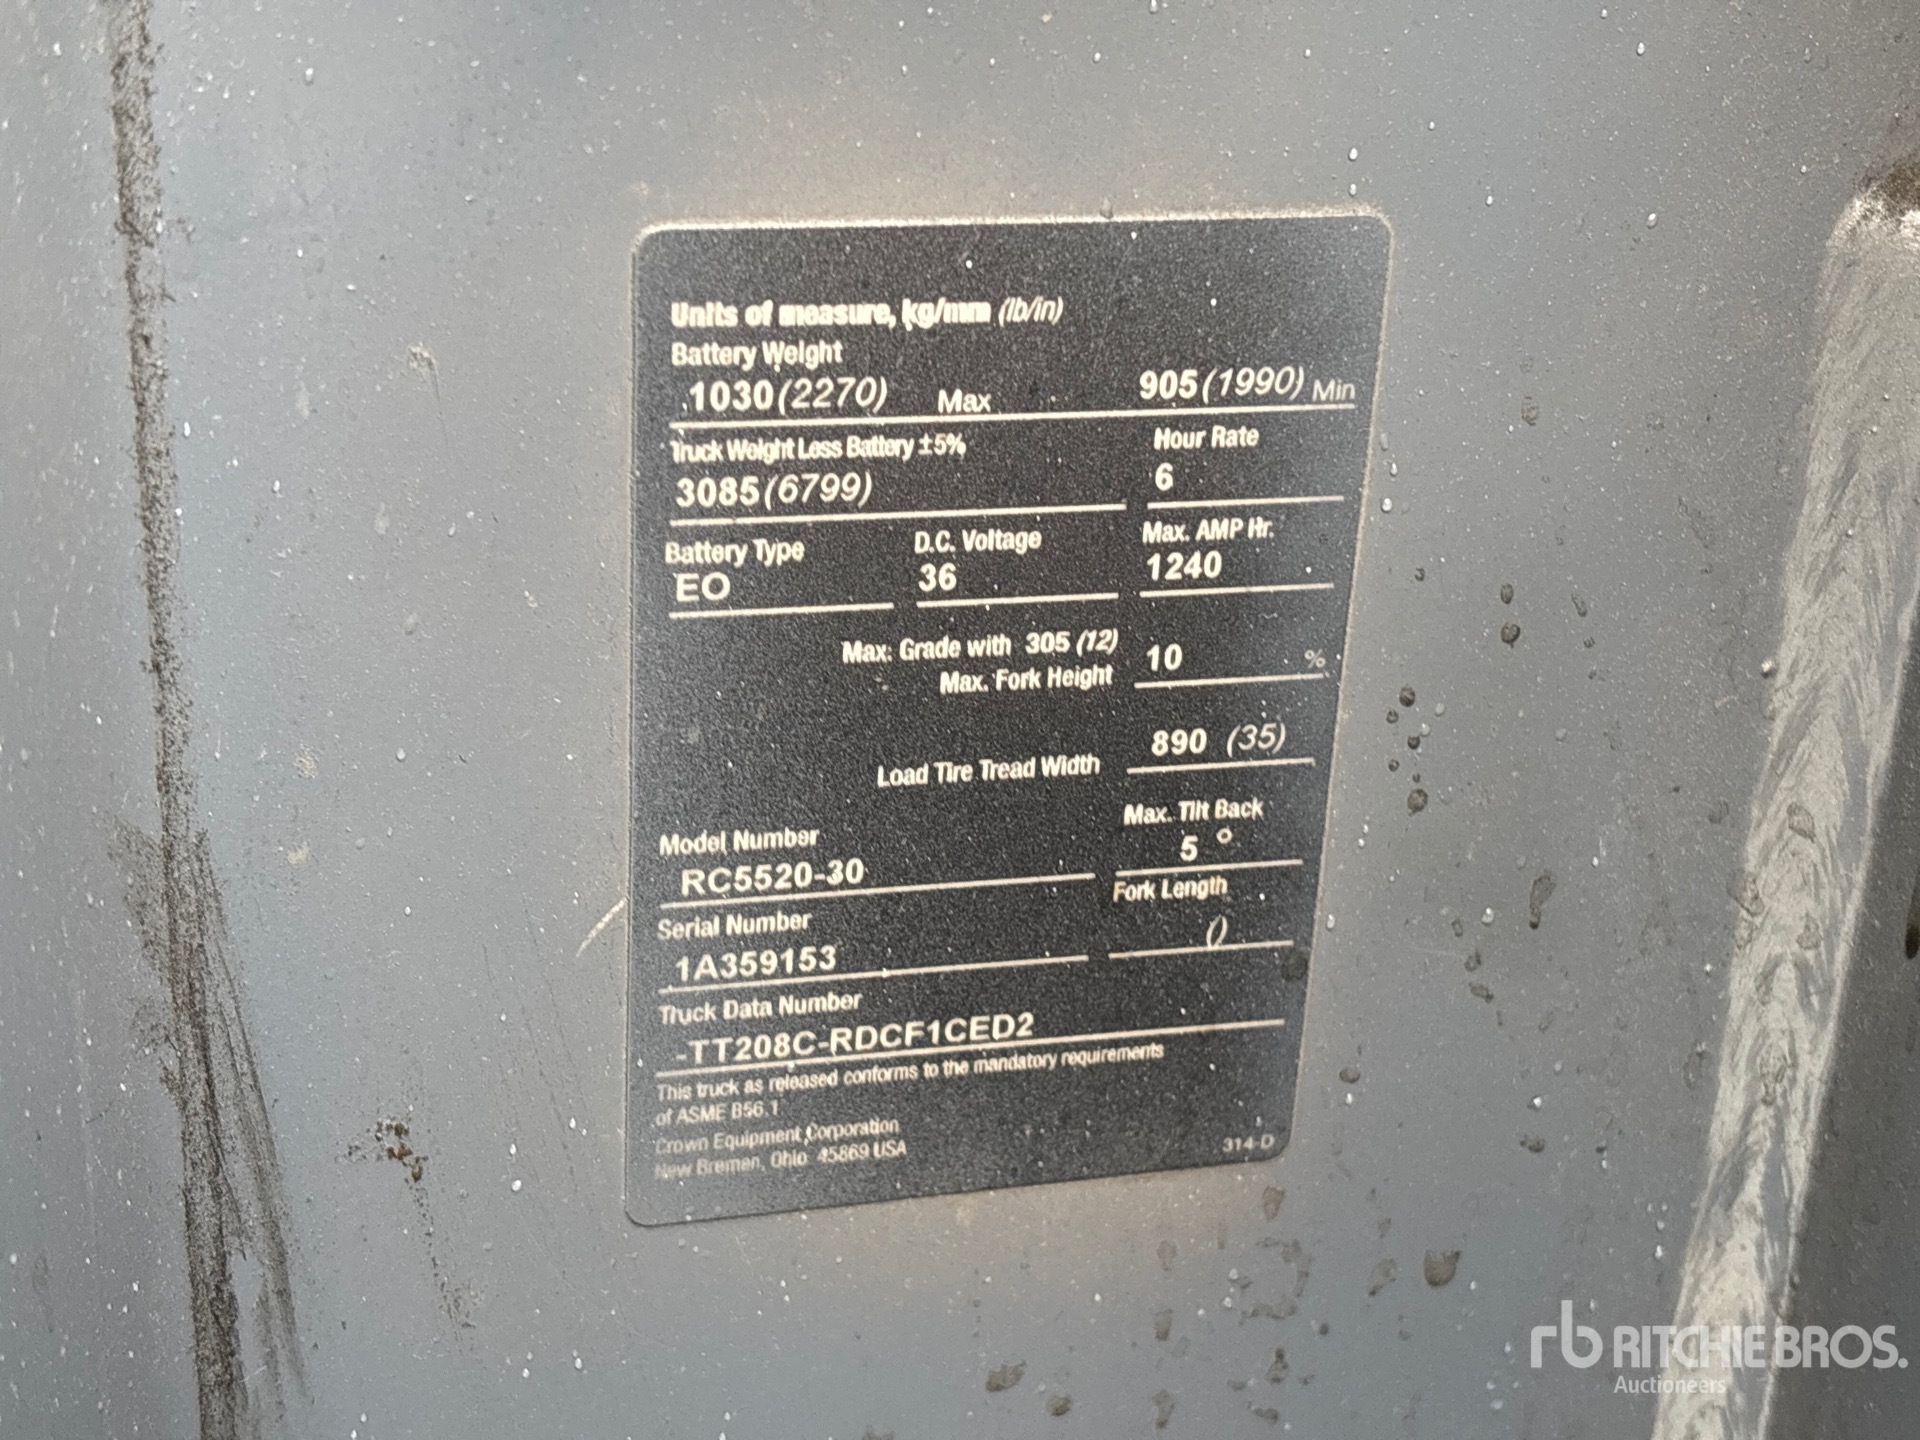 Units of measure, kg/mm (lb/in)
Battery Weight
1030 (2270) Max 905 (1990) Min
Truck Weight Less Battery ±5% Hour Rate
3085 (6799) 6
Battery Type D.C. Voltage Max. AMP Hr.
EO 36 1240
Max. Grade with 305 (12)
Max. Fork Height 10 %
890 (35)
Load Tire Tread Width
Max. Tilt Back
5 °
Model Number
RC5520-30
Fork Length
0
Serial Number
1A359153
Truck Data Number
-TT208C-RDCF1CED2
This truck as released conforms to the mandatory requirements
of ASME B56.1
Crown Equipment Corporation
New Bremen, Ohio 45869 USA
314-D
rb RITCHIE BROS.
Auctioneers